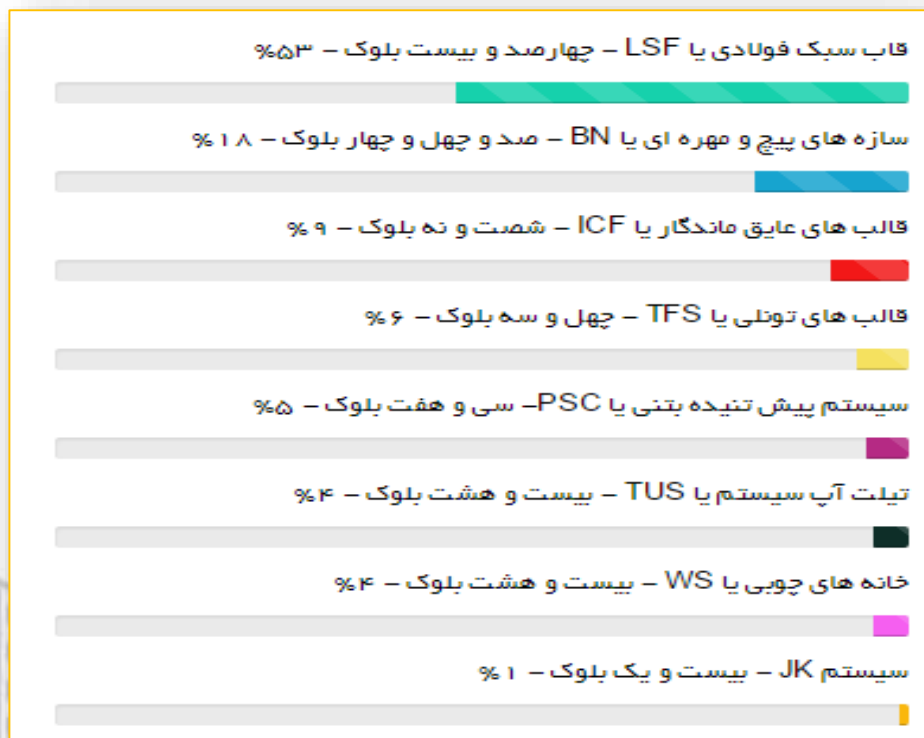 قاب سبک فولادی یا LSF – چهارصد و بیست بلوک – ۵۳%
سازه های پیچ و مهره ای یا BN – صد و چهل و چهار بلوک – ۱۸%
قالب های عایق ماندگار یا ICF – شصت و نه بلوک – ۹%
قالب های تونلی یا TFS – چهل و سه بلوک – ۶%
سیستم پیش تنیده بتنی یا PSC– سی و هفت بلوک – ۵%
تیلت آپ سیستم یا TUS – بیست و هشت بلوک – ۴%
خانه های چوبی یا WS – بیست و هشت بلوک – ۴%
سیستم JK – بیست و یک بلوک – ۱%